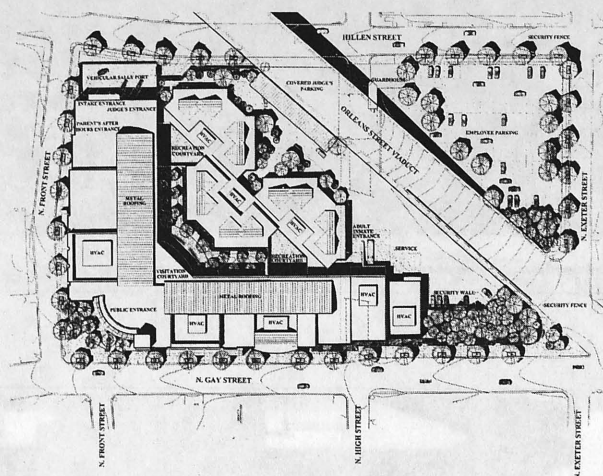 HILLEN STREET
SECURITY FENCE
VEHICULAR SALLY PORT
COVERED JUDGE'S
PARKING
GUARDHOUSE
INTAKE ENTRANCE
JUDGE'S ENTRANCE
PARENT'S AFTER
HOURS ENTRANCE
ORLEANS STREET VIADUCT
EMPLOYEE PARKING
HVAC
RECREATION
COURTYARD
N. FRONT STREET
METAL
ROOFING
HVAC
N. EXETER STREET
HVAC
ADULT
INMATE
ENTRANCE
HVAC
SERVICE
RECREATION
COURTYARD
VISITATION
COURTYARD
METAL ROOFING
HVAC
SECURITY WALL
SECURITY FENCE
PUBLIC ENTRANCE
HVAC
HVAC
HVAC
N. GAY STREET
N. FRONT STREET
N. HIGH STREET
N. EXETER STREET